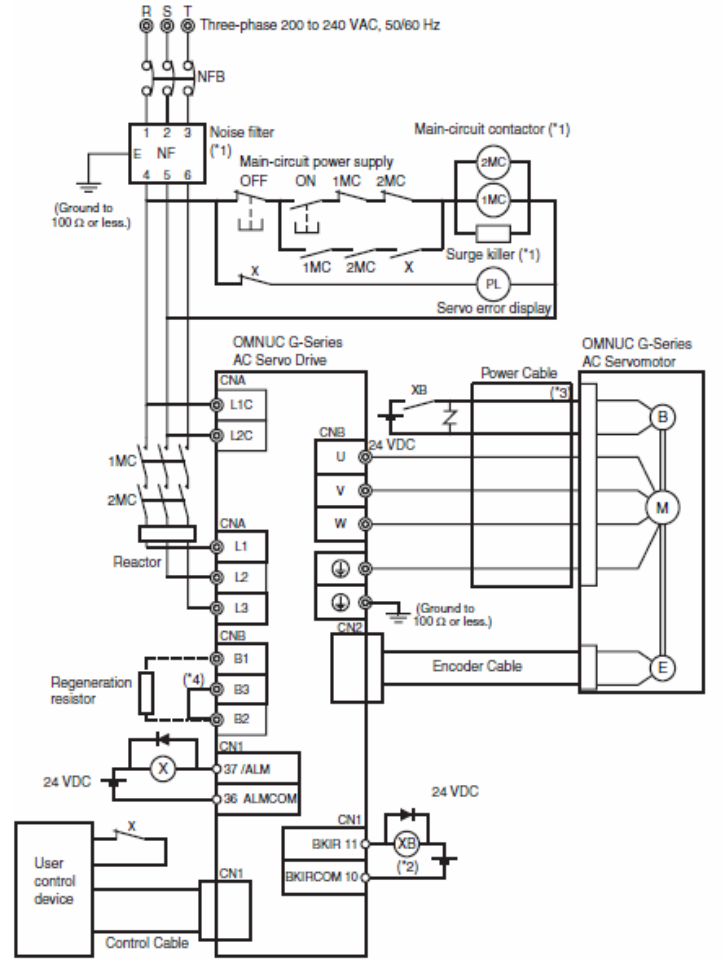 R S T
Three-phase 200 to 240 VAC, 50/60 Hz
NFB
1 2 3
E NF
4 5 6
Noise filter
(*1)
(Ground to
100 Ω or less.)
Main-circuit power supply
OFF ON 1MC 2MC
Main-circuit contactor (*1)
2MC
1MC
Surge killer (*1)
1MC 2MC X
X
PL
Servo error display
OMNUC G-Series
AC Servo Drive
OMNUC G-Series
AC Servomotor
Power Cable
(*3)
XB
24 VDC
CNA
L1C
L2C
CNB
U
V
W
B
M
E
1MC
2MC
Reactor
CNA
L1
L2
L3
(Ground to
100 Ω or less.)
CN2
Encoder Cable
CNB
B1
B3
B2
(*4)
Regeneration
resistor
CN1
X
37 /ALM
36 ALMCOM
24 VDC
24 VDC
CN1
BKIR 11
BKIRCOM 10
XB
(*2)
X
User
control
device
CN1
Control Cable